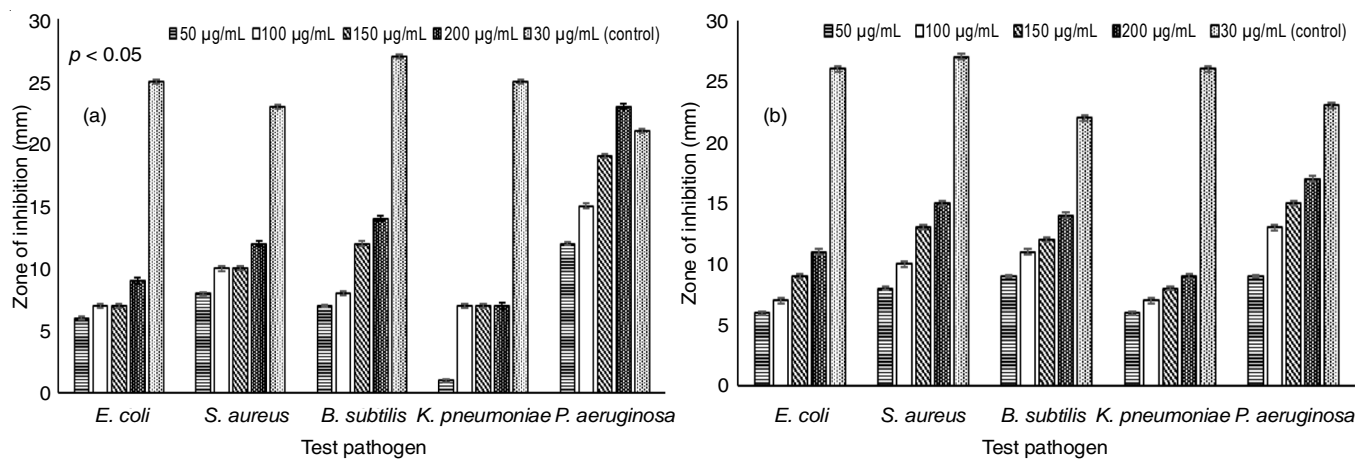 30
50 µg/mL 100 µg/mL 150 µg/mL 200 µg/mL 30 µg/mL (control)
p < 0.05
25
(a)
20
15
10
5
0
Zone of inhibition (mm)
E. coli S. aureus B. subtilis K. pneumoniae P. aeruginosa
Test pathogen
30
50 µg/mL 100 µg/mL 150 µg/mL 200 µg/mL 30 µg/mL (control)
25
(b)
20
15
10
5
0
Zone of inhibition (mm)
E. coli S. aureus B. subtilis K. pneumoniae P. aeruginosa
Test pathogen